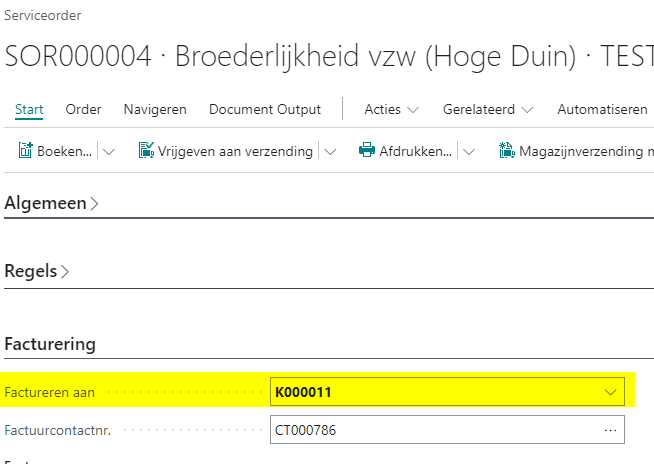 Serviceorder
SOR000004 · Broederlijkheid vzw (Hoge Duin) · TEST
Start Order Navigeren Document Output Acties Gerelateerd Automatiseren
Boeken... Vrijgeven aan verzending Afdrukken... Magazijnverzending
Algemeen
Regels
Facturering
Factureren aan K000011
Factuurcontactnr. CT000786